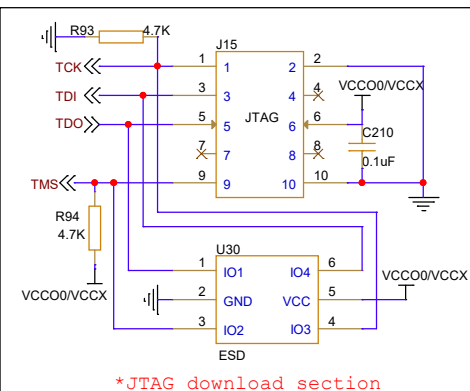 R93 4.7K
J15
TCK 1 1 2 2
VCCO0/VCCX
TDI 3 3 4 4
TDO 5 5 JTAG 6 6
C210
7 7 8 8
0.1uF
TMS 9 9 10 10
R94
4.7K
U30
1 IO1 IO4 6
VCCO0/VCCX
2 GND VCC 5
VCCO0/VCCX
3 IO2 IO3 4
ESD
*JTAG download section